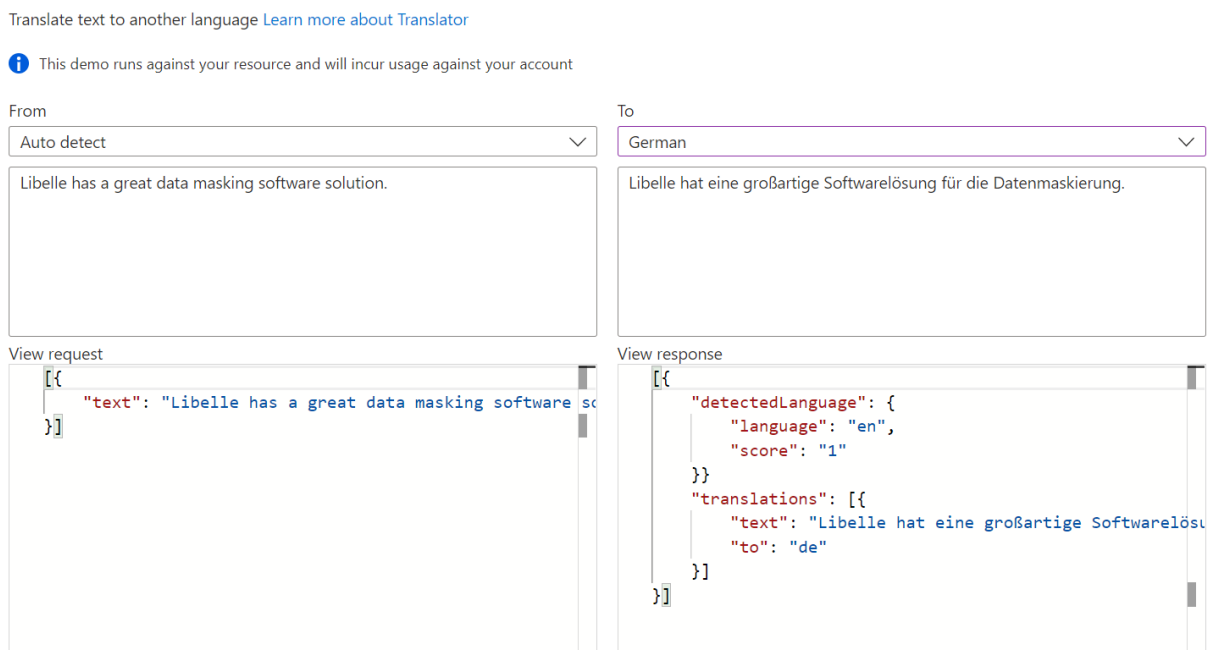 Translate text to another language Learn more about Translator
This demo runs against your resource and will incur usage against your account
From
Auto detect
Libelle has a great data masking software solution.
To
German
Libelle hat eine großartige Softwarelösung für die Datenmaskierung.
View request
[{
"text": "Libelle has a great data masking software
}]
View response
[{
"detectedLanguage": {
"language": "en",
"score": "1"
}}
"translations": [{
"text": "Libelle hat eine großartige
"to": "de"
}]
}]